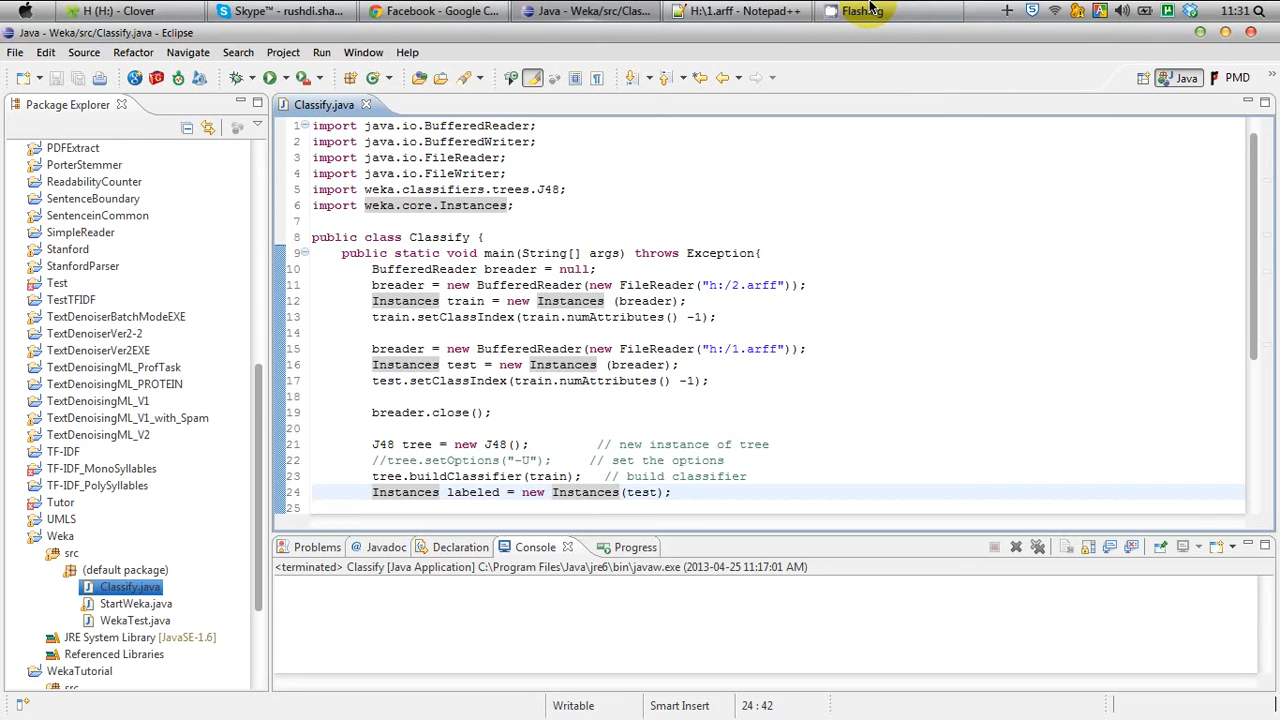 H (H:) - Clover
Skype™ - rushdi.sha...
Facebook - Google C...
Java - Weka/src/Clas...
H:\1.arff - Notepad++
11:31
Java - Weka/src/Classify.java - Eclipse
File Edit Source Refactor Navigate Search Project Run Window Help
Java
PMD
Package Explorer
PDFExtract
PorterStemmer
ReadabilityCounter
SentenceBoundary
SentenceinCommon
SimpleReader
Stanford
StanfordParser
Test
TestTFIDF
TextDenoiserBatchModeEXE
TextDenoiserVer2-2
TextDenoiserVer2EXE
TextDenoisingML_ProfTask
TextDenoisingML_PROTEIN
TextDenoisingML_V1
TextDenoisingML_V1_with_Spam
TextDenoisingML_V2
TF-IDF
TF-IDF_MonoSyllables
TF-IDF_PolySyllables
Tutor
UMLS
Weka
src
(default package)
Classify.java
StartWeka.java
WekaTest.java
JRE System Library [JavaSE-1.6]
Referenced Libraries
WekaTutorial
src
Classify.java
1 import java.io.BufferedReader;
2 import java.io.BufferedWriter;
3 import java.io.FileReader;
4 import java.io.FileWriter;
5 import weka.classifiers.trees.J48;
6 import weka.core.Instances;
7
8 public class Classify {
9 public static void main(String[] args) throws Exception{
10 BufferedReader breader = null;
11 breader = new BufferedReader(new FileReader("h:/2.arff"));
12 Instances train = new Instances (breader);
13 train.setClassIndex(train.numAttributes() -1);
14
15 breader = new BufferedReader(new FileReader("h:/1.arff"));
16 Instances test = new Instances (breader);
17 test.setClassIndex(train.numAttributes() -1);
18
19 breader.close();
20
21 J48 tree = new J48(); // new instance of tree
22 //tree.setOptions("-U"); // set the options
23 tree.buildClassifier(train); // build classifier
24 Instances labeled = new Instances(test);
25
Problems
Javadoc
Declaration
Console
Progress
<terminated> Classify [Java Application] C:\Program Files\Java\jre6\bin\javaw.exe (2013-04-25 11:17:01 AM)
Writable
Smart Insert
24 : 42